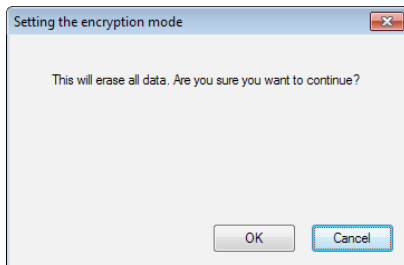 Setting the encryption mode
This will erase all data. Are you sure you want to continue?
OK
Cancel